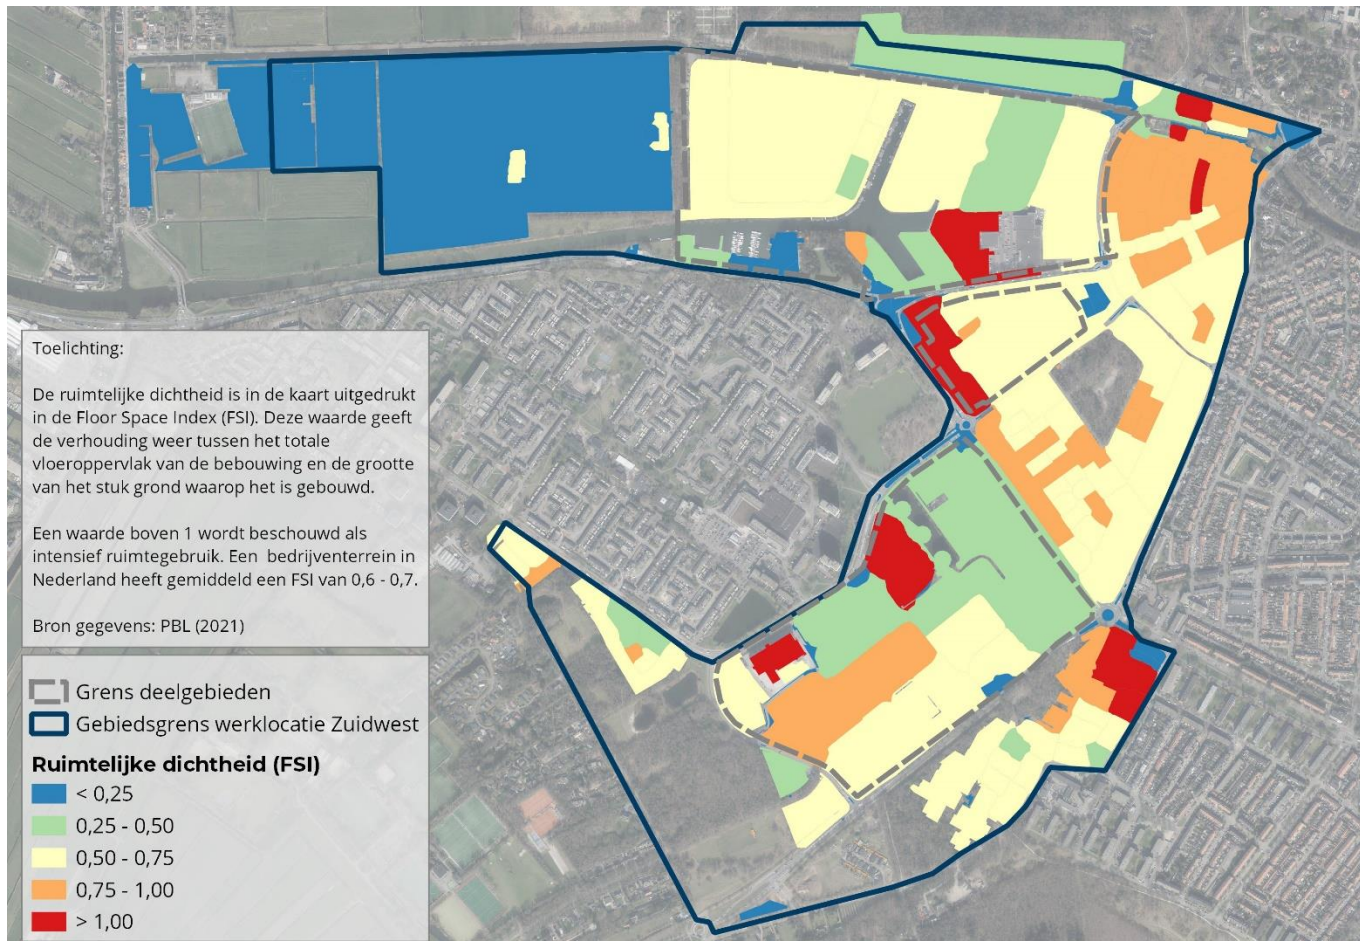 Toelichting:
De ruimtelijke dichtheid is in de kaart uitgedrukt
in de Floor Space Index (FSI). Deze waarde geeft
de verhouding weer tussen het totale
vloeroppervlak van de bebouwing en de grootte
van het stuk grond waarop het is gebouwd.
Een waarde boven 1 wordt beschouwd als
intensief ruimtegebruik. Een bedrijventerrein in
Nederland heeft gemiddeld een FSI van 0,6 - 0,7.
Bron gegevens: PBL (2021)
Grens deelgebieden
Gebiedsgrens werklocatie Zuidwest
Ruimtelijke dichtheid (FSI)
< 0,25
0,25 - 0,50
0,50 - 0,75
0,75 - 1,00
> 1,00